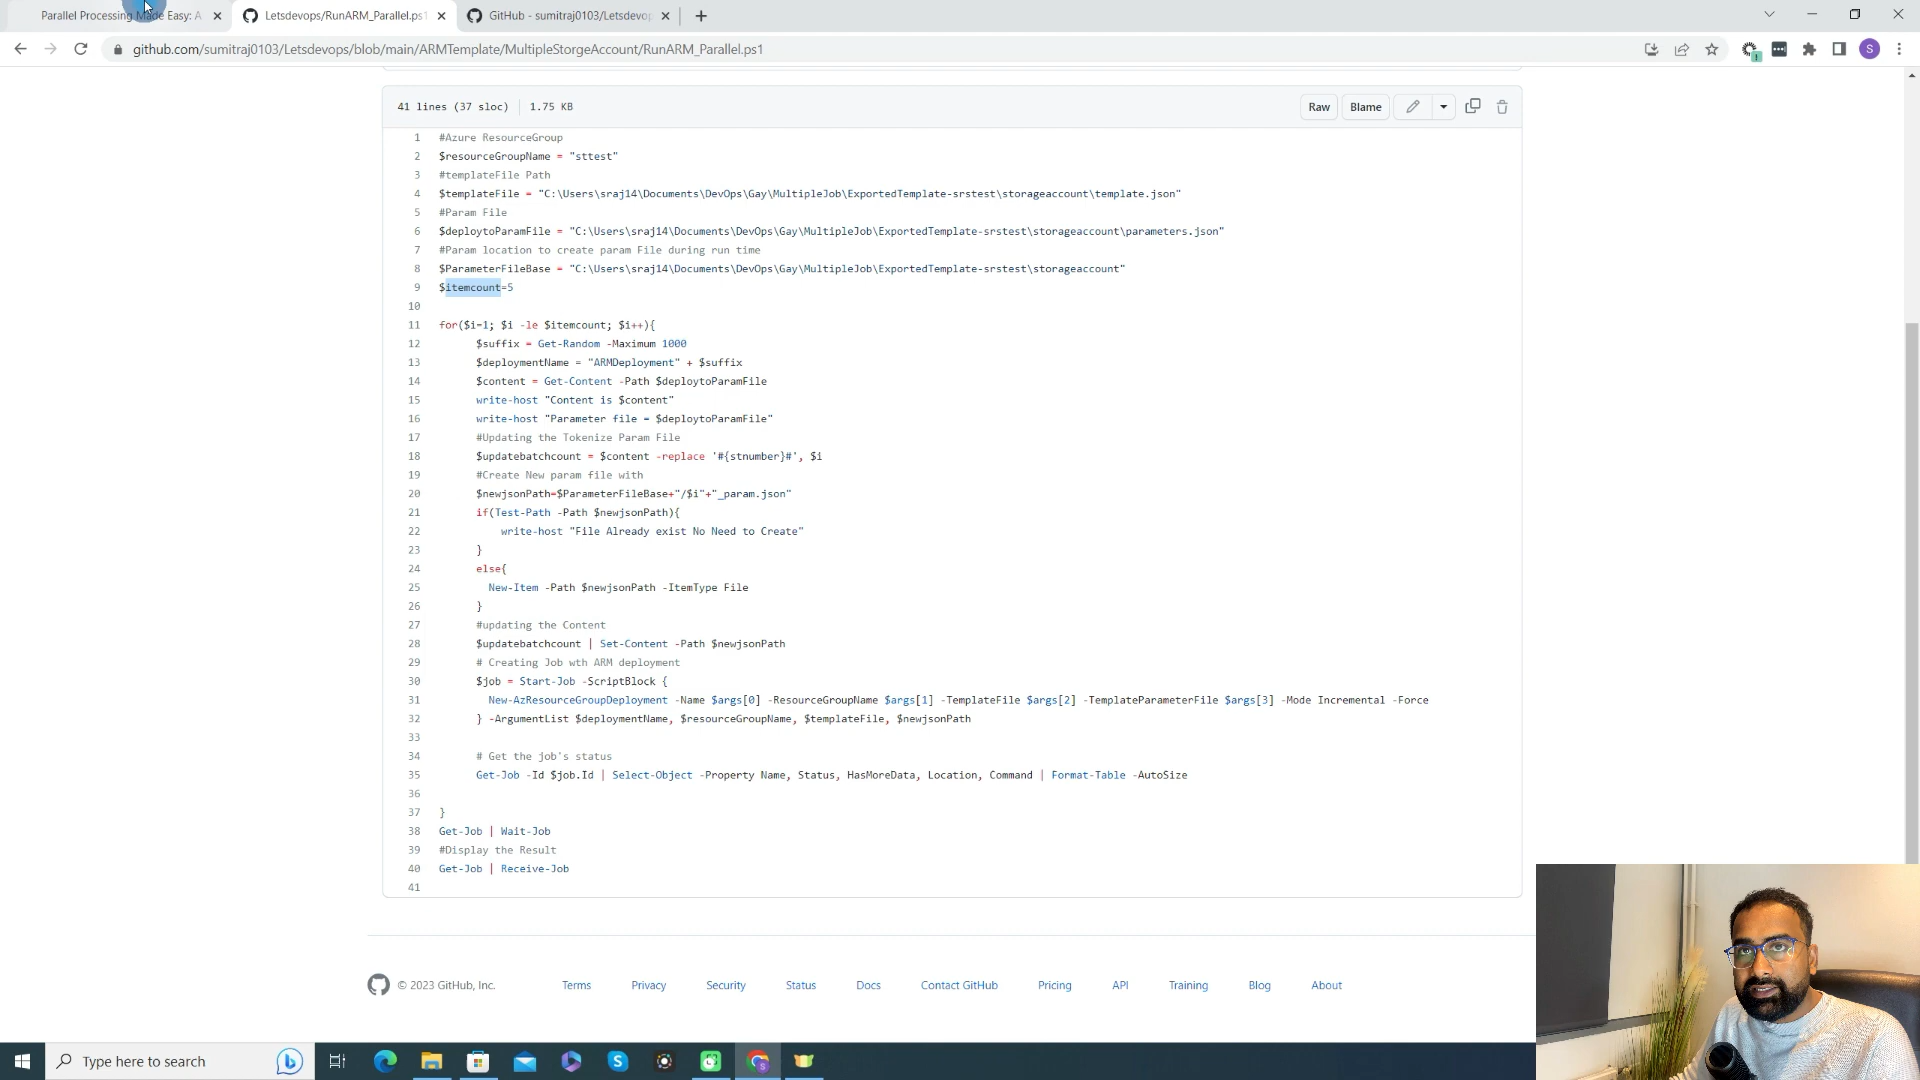 Parallel Processing Made Easy: A
Letsdevops/RunARM_Parallel.ps1
GitHub - sumitraj0103/Letsdevop
github.com/sumitraj0103/Letsdevops/blob/main/ARMTemplate/MultipleStorgeAccount/RunARM_Parallel.ps1
S
41 lines (37 sloc) 1.75 KB
Raw Blame
1 #Azure ResourceGroup
2 $resourceGroupName = "sttest"
3 #templateFile Path
4 $templateFile = "C:\Users\sraj14\Documents\DevOps\Gay\MultipleJob\ExportedTemplate-srstest\storageaccount\template.json"
5 #Param File
6 $deploytoParamFile = "C:\Users\sraj14\Documents\DevOps\Gay\MultipleJob\ExportedTemplate-srstest\storageaccount\parameters.json"
7 #Param location to create param File during run time
8 $ParameterFileBase = "C:\Users\sraj14\Documents\DevOps\Gay\MultipleJob\ExportedTemplate-srstest\storageaccount"
9 $itemcount=5
10
11 for($i=1; $i -le $itemcount; $i++){
12 $suffix = Get-Random -Maximum 1000
13 $deploymentName = "ARMDeployment" + $suffix
14 $content = Get-Content -Path $deploytoParamFile
15 write-host "Content is $content"
16 write-host "Parameter file = $deploytoParamFile"
17 #Updating the Tokenize Param File
18 $updatebatchcount = $content -replace '#{stnumber}#', $i
19 #Create New param file with
20 $newjsonPath=$ParameterFileBase+"/$i"+"_param.json"
21 if(Test-Path -Path $newjsonPath){
22 write-host "File Already exist No Need to Create"
23 }
24 else{
25 New-Item -Path $newjsonPath -ItemType File
26 }
27 #updating the Content
28 $updatebatchcount | Set-Content -Path $newjsonPath
29 # Creating Job wth ARM deployment
30 $job = Start-Job -ScriptBlock {
31 New-AzResourceGroupDeployment -Name $args[0] -ResourceGroupName $args[1] -TemplateFile $args[2] -TemplateParameterFile $args[3] -Mode Incremental -Force
32 } -ArgumentList $deploymentName, $resourceGroupName, $templateFile, $newjsonPath
33
34 # Get the job's status
35 Get-Job -Id $job.Id | Select-Object -Property Name, Status, HasMoreData, Location, Command | Format-Table -AutoSize
36
37 }
38 Get-Job | Wait-Job
39 #Display the Result
40 Get-Job | Receive-Job
41
© 2023 GitHub, Inc. Terms Privacy Security Status Docs Contact GitHub Pricing API Training Blog About
Type here to search